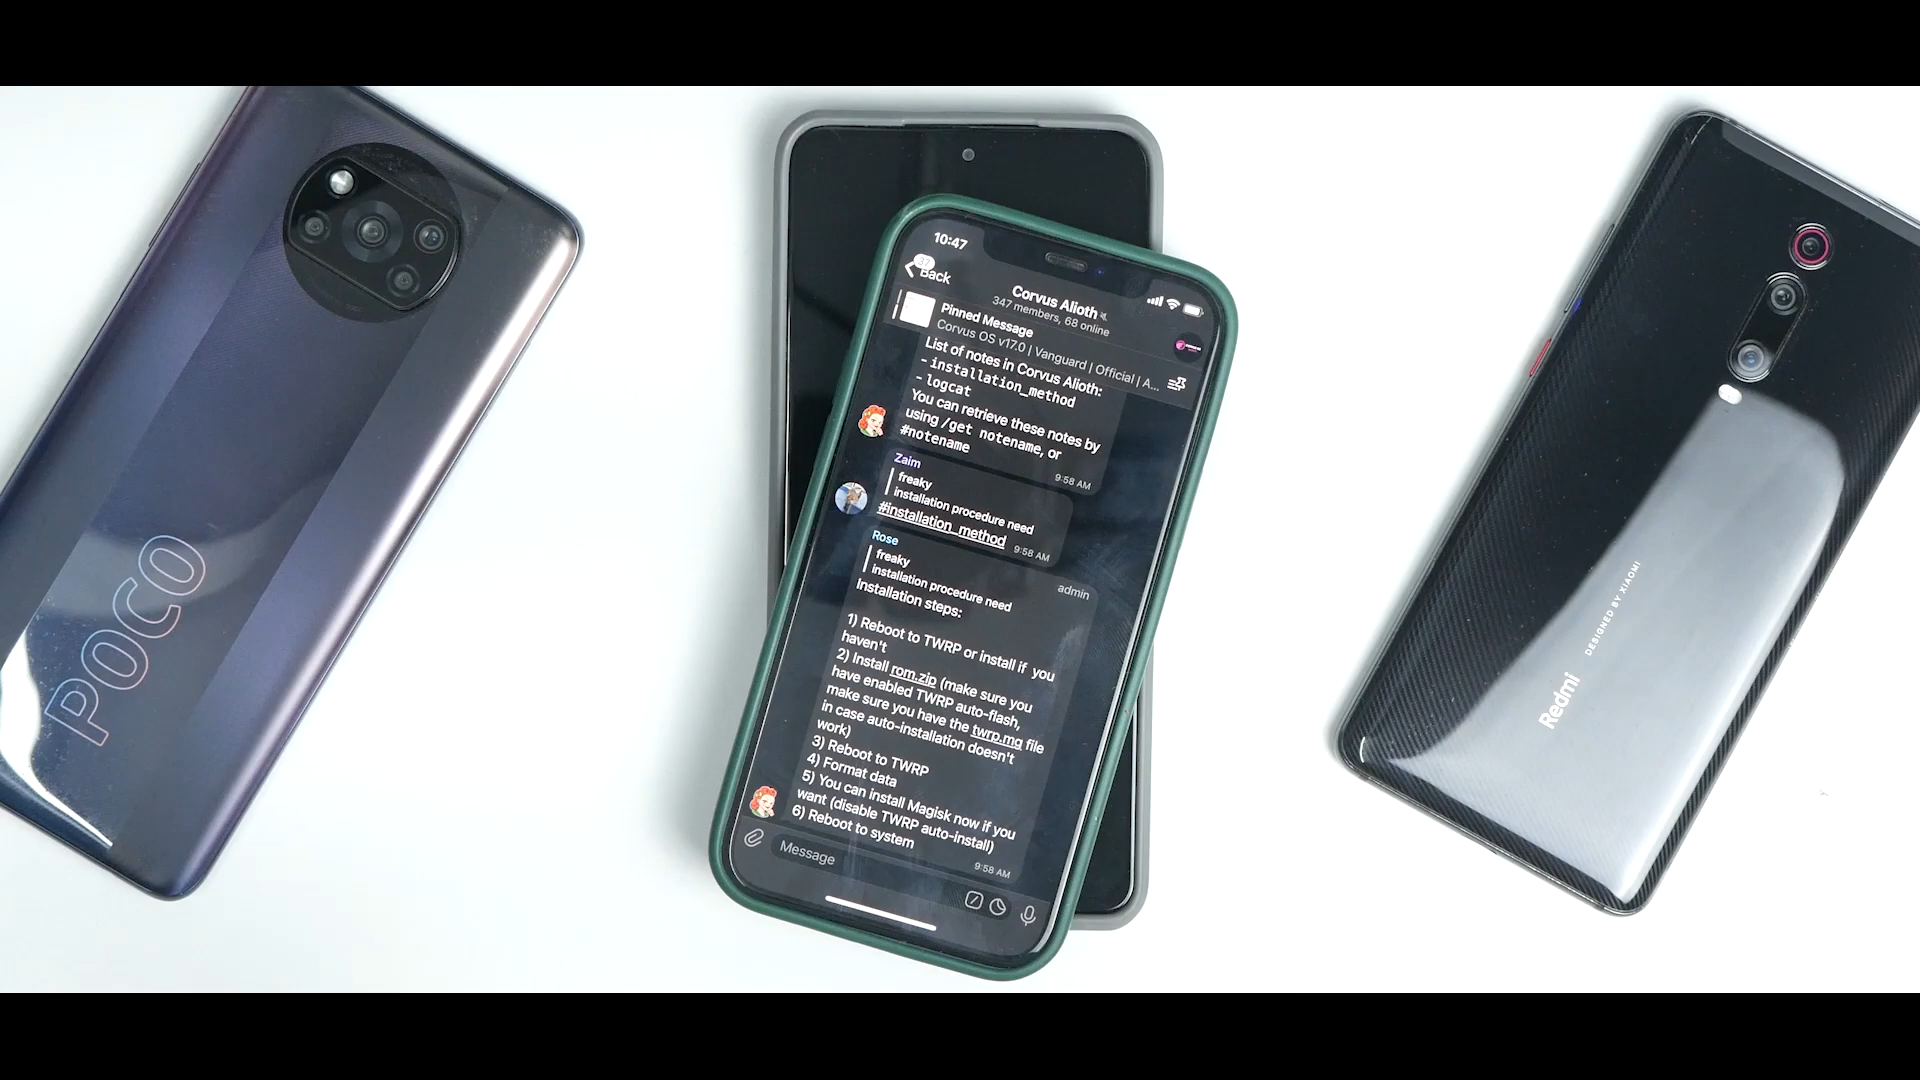 POCO
10:47
37
Back
Corvus Alioth
347 members, 68 online
Pinned Message
Corvus OS v17.0 | Vanguard | Official | A...
List of notes in Corvus Alioth:
- installation_method
- logcat
You can retrieve these notes by
using /get notename, or
#notename
9:58 AM
Zaim
freaky
installation procedure need
#installation_method
9:58 AM
Rose
admin
freaky
installation procedure need
Installation steps:
1) Reboot to TWRP or install if you
haven't
2) Install rom.zip (make sure you
have enabled TWRP auto-flash,
make sure you have the twrp.mg file
in case auto-installation doesn't
work)
3) Reboot to TWRP
4) Format data
5) You can install Magisk now if you
want (disable TWRP auto-install)
6) Reboot to system
9:58 AM
Message
Redmi
DESIGNED BY XIAOMI